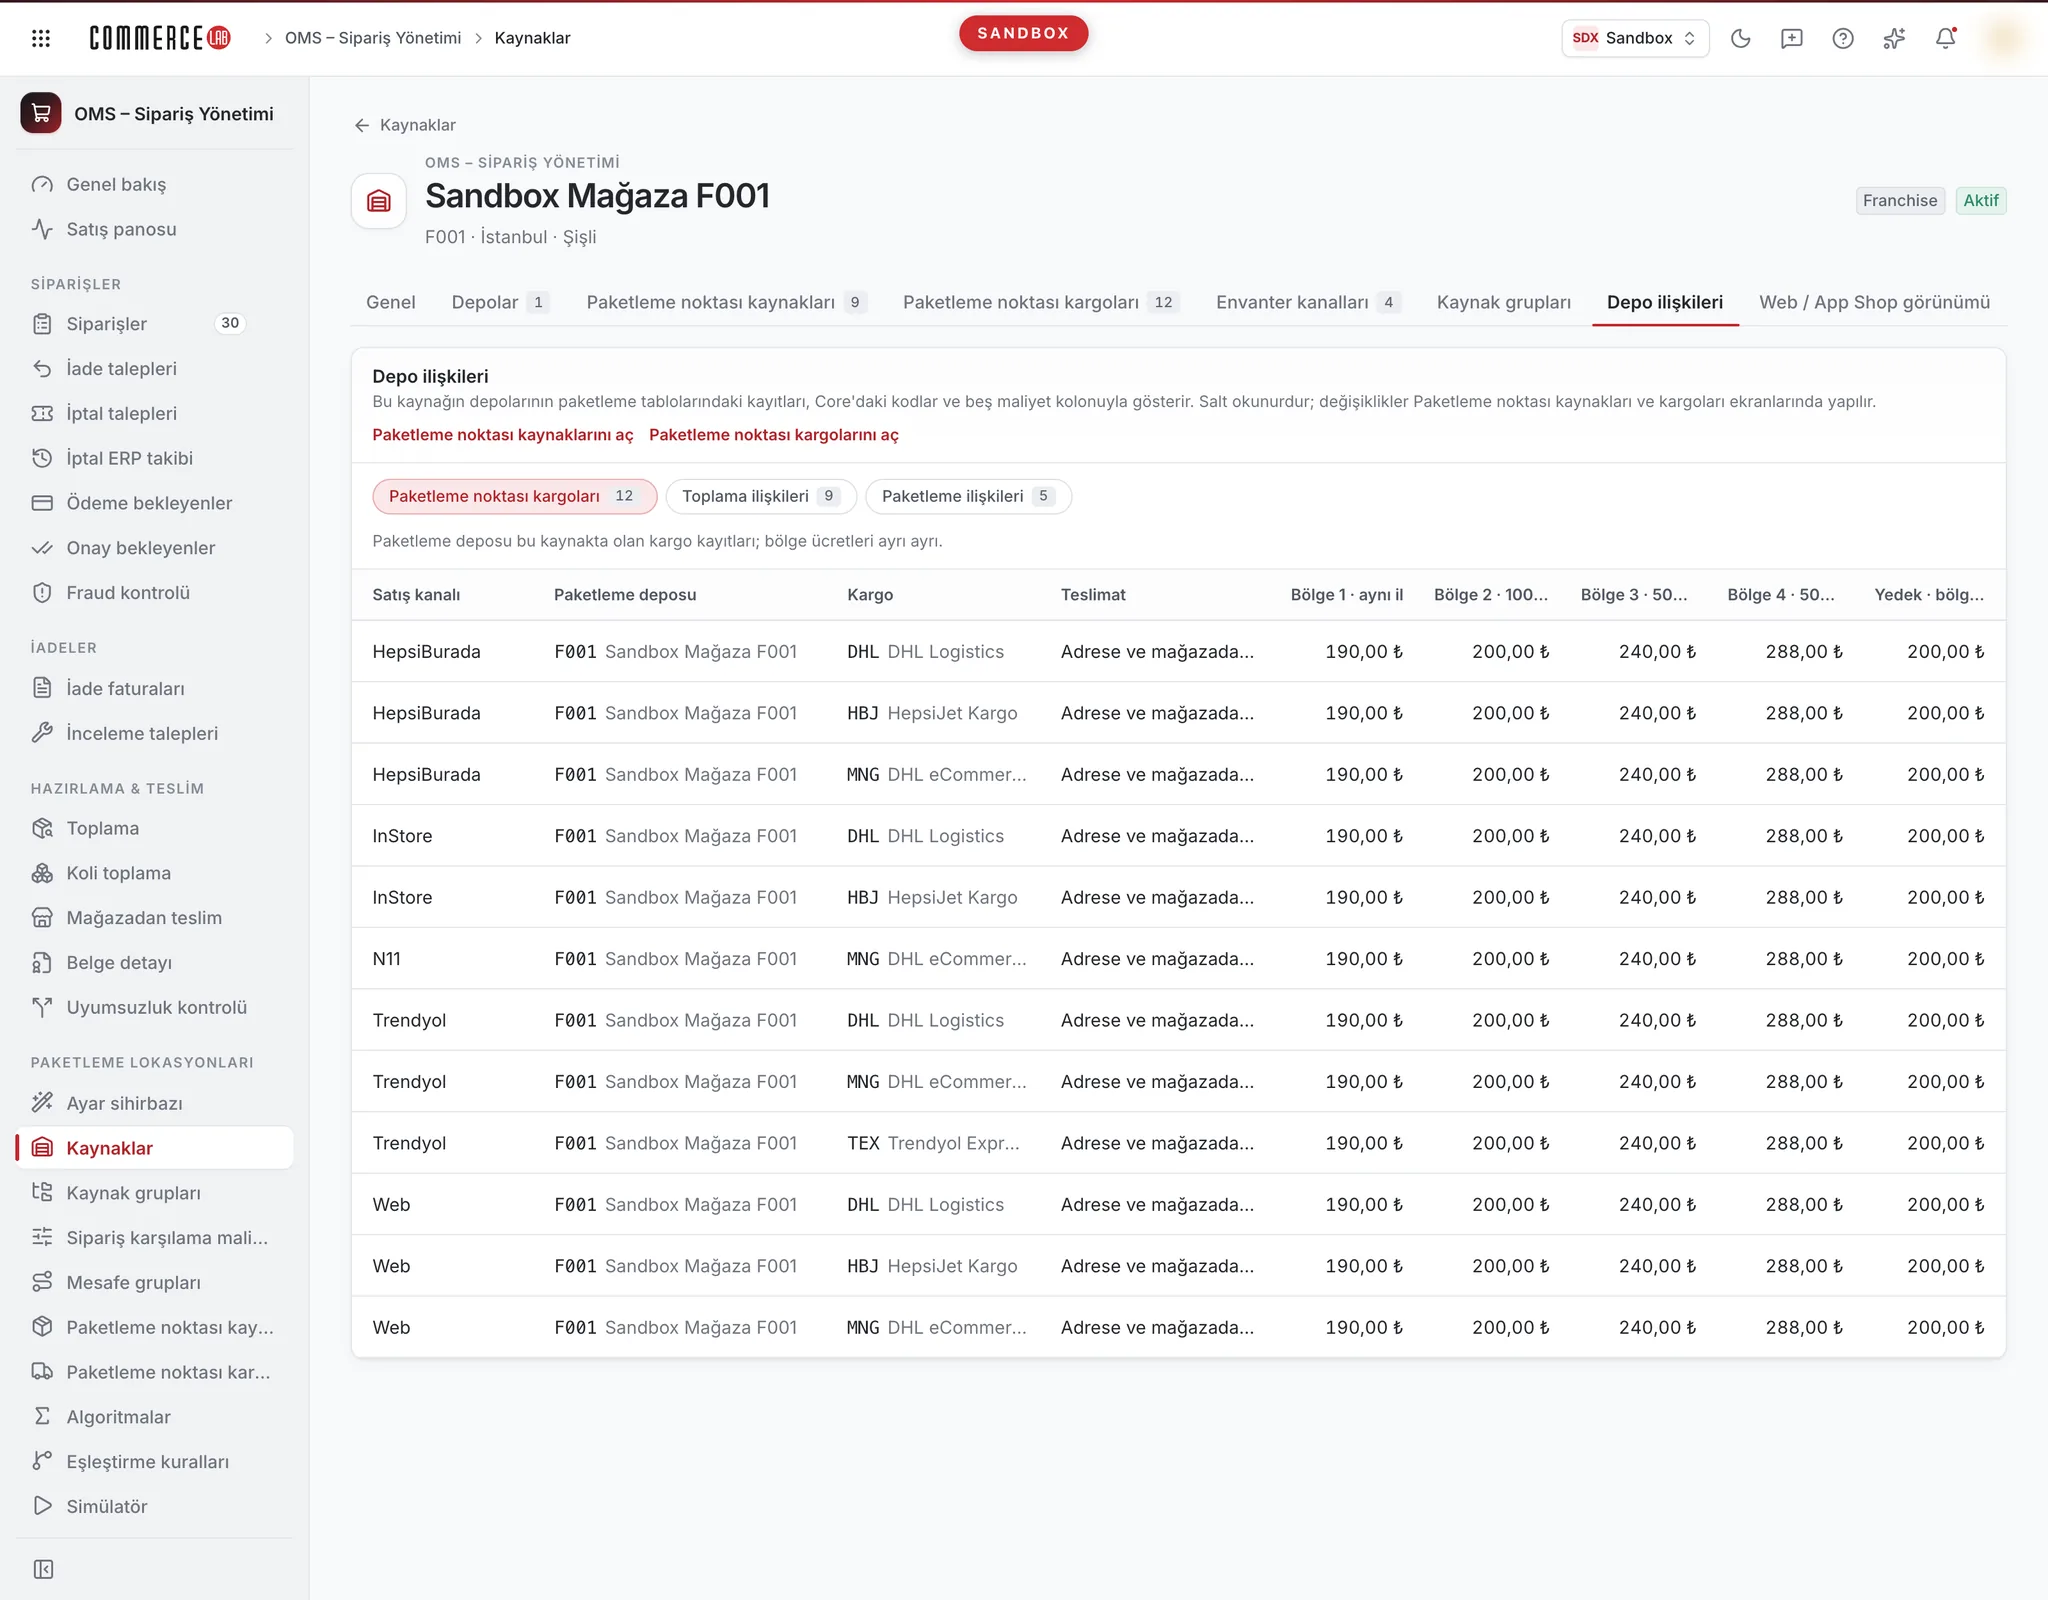 COMMERCE LAB
OMS – Sipariş Yönetimi
Kaynaklar
SANDBOX
SDX Sandbox
OMS – Sipariş Yönetimi
Genel bakış
Satış panosu
SİPARİŞLER
Siparişler 30
İade talepleri
İptal talepleri
İptal ERP takibi
Ödeme bekleyenler
Onay bekleyenler
Fraud kontrolü
İADELER
İade faturaları
İnceleme talepleri
HAZIRLAMA & TESLİM
Toplama
Koli toplama
Mağazadan teslim
Belge detayı
Uyumsuzluk kontrolü
PAKETLEME LOKASYONLARI
Ayar sihirbazı
Kaynaklar
Kaynak grupları
Sipariş karşılama mali...
Mesafe grupları
Paketleme noktası kay...
Paketleme noktası kar...
Algoritmalar
Eşleştirme kuralları
Simülatör
Kaynaklar
OMS – SİPARİŞ YÖNETİMİ
Sandbox Mağaza F001
F001 · İstanbul · Şişli
Franchise Aktif
Genel Depolar 1 Paketleme noktası kaynakları 9 Paketleme noktası kargoları 12 Envanter kanalları 4 Kaynak grupları Depo ilişkileri Web / App Shop görünümü
Depo ilişkileri
Bu kaynağın depolarının paketleme tablolarındaki kayıtları, Core'daki kodlar ve beş maliyet kolonuyla gösterir. Salt okunurdur; değişiklikler Paketleme noktası kaynakları ve kargoları ekranlarında yapılır.
Paketleme noktası kaynaklarını aç Paketleme noktası kargolarını aç
Paketleme noktası kargoları 12 Toplama ilişkileri 9 Paketleme ilişkileri 5
Paketleme deposu bu kaynakta olan kargo kayıtları; bölge ücretleri ayrı ayrı.
Satış kanalı Paketleme deposu Kargo Teslimat Bölge 1 · aynı il Bölge 2 · 100... Bölge 3 · 50... Bölge 4 · 50... Yedek · bölg...
HepsiBurada F001 Sandbox Mağaza F001 DHL DHL Logistics Adrese ve mağazada... 190,00 ₺ 200,00 ₺ 240,00 ₺ 288,00 ₺ 200,00 ₺
HepsiBurada F001 Sandbox Mağaza F001 HBJ HepsiJet Kargo Adrese ve mağazada... 190,00 ₺ 200,00 ₺ 240,00 ₺ 288,00 ₺ 200,00 ₺
HepsiBurada F001 Sandbox Mağaza F001 MNG DHL eCommer... Adrese ve mağazada... 190,00 ₺ 200,00 ₺ 240,00 ₺ 288,00 ₺ 200,00 ₺
InStore F001 Sandbox Mağaza F001 DHL DHL Logistics Adrese ve mağazada... 190,00 ₺ 200,00 ₺ 240,00 ₺ 288,00 ₺ 200,00 ₺
InStore F001 Sandbox Mağaza F001 HBJ HepsiJet Kargo Adrese ve mağazada... 190,00 ₺ 200,00 ₺ 240,00 ₺ 288,00 ₺ 200,00 ₺
N11 F001 Sandbox Mağaza F001 MNG DHL eCommer... Adrese ve mağazada... 190,00 ₺ 200,00 ₺ 240,00 ₺ 288,00 ₺ 200,00 ₺
Trendyol F001 Sandbox Mağaza F001 DHL DHL Logistics Adrese ve mağazada... 190,00 ₺ 200,00 ₺ 240,00 ₺ 288,00 ₺ 200,00 ₺
Trendyol F001 Sandbox Mağaza F001 MNG DHL eCommer... Adrese ve mağazada... 190,00 ₺ 200,00 ₺ 240,00 ₺ 288,00 ₺ 200,00 ₺
Trendyol F001 Sandbox Mağaza F001 TEX Trendyol Expr... Adrese ve mağazada... 190,00 ₺ 200,00 ₺ 240,00 ₺ 288,00 ₺ 200,00 ₺
Web F001 Sandbox Mağaza F001 DHL DHL Logistics Adrese ve mağazada... 190,00 ₺ 200,00 ₺ 240,00 ₺ 288,00 ₺ 200,00 ₺
Web F001 Sandbox Mağaza F001 HBJ HepsiJet Kargo Adrese ve mağazada... 190,00 ₺ 200,00 ₺ 240,00 ₺ 288,00 ₺ 200,00 ₺
Web F001 Sandbox Mağaza F001 MNG DHL eCommer... Adrese ve mağazada... 190,00 ₺ 200,00 ₺ 240,00 ₺ 288,00 ₺ 200,00 ₺